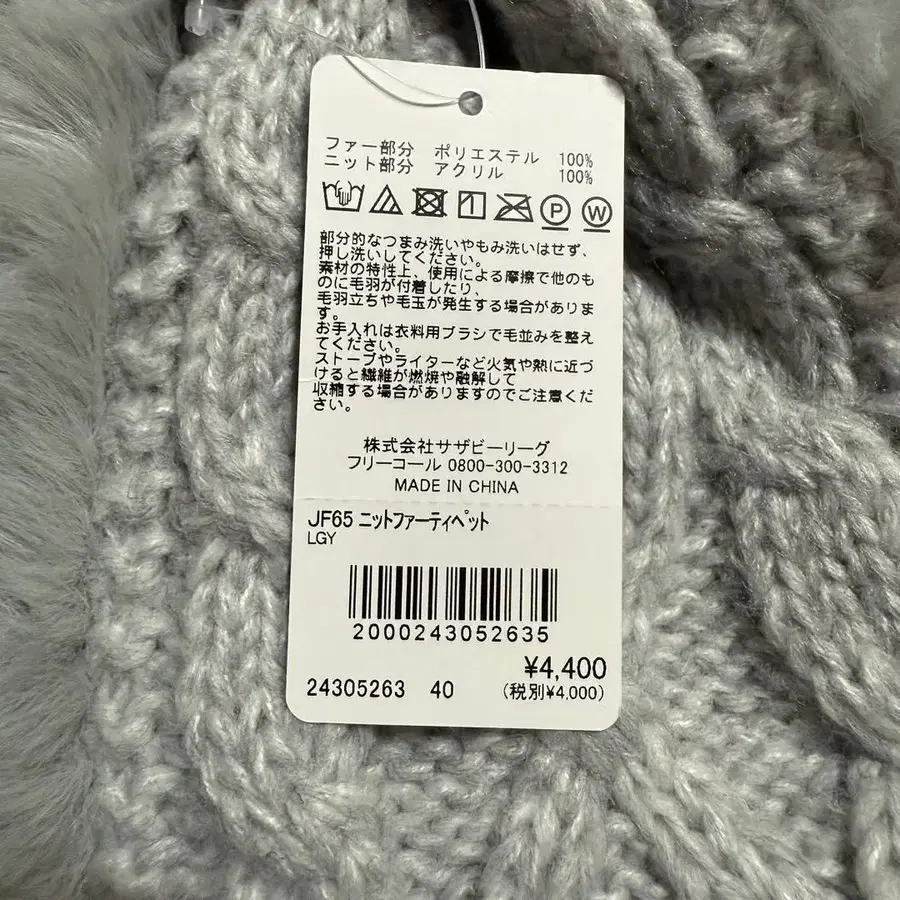 ファー部分 ポリエステル 100%
ニット部分 アクリル 100%
P W
部分的なつまみ洗いやもみ洗いはせず、
押し洗いしてください。
素材の特性上、使用による摩擦で他のも
のに毛羽が付着したり、
毛羽立ちや毛玉が発生する場合がありま
す。
お手入れは衣料用ブラシで毛並みを整え
てください。
ストーブやライターなど火気や熱に近づ
けると繊維が燃焼や融解して
収縮する場合がありますのでご注意くだ
さい。
株式会社サザビーリーグ
フリーコール 0800-300-3312
MADE IN CHINA
JF65 ニットファーティペット
LGY
2000243052635
¥4,400
24305263 40 (税別¥4,000)